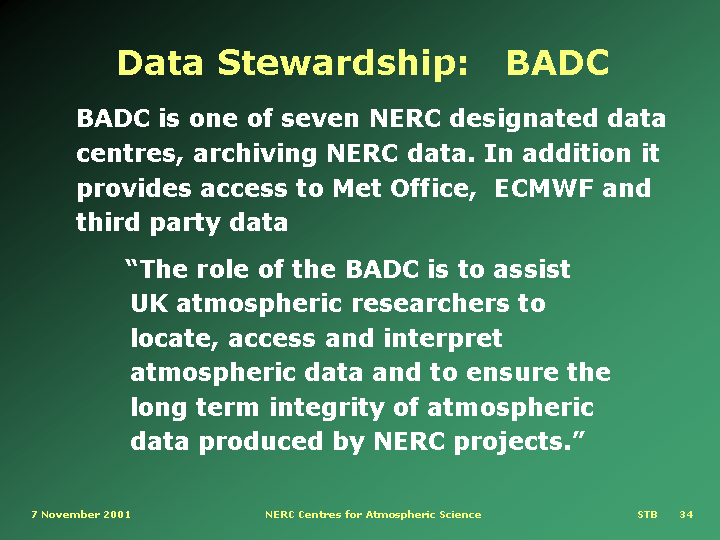 Data Stewardship: BADC
BADC is one of seven NERC designated data
centres, archiving NERC data. In addition it
provides access to Met Office, ECMWF and
third party data
“The role of the BADC is to assist
UK atmospheric researchers to
locate, access and interpret
atmospheric data and to ensure the
long term integrity of atmospheric
data produced by NERC projects.”
7 November 2001 NERC Centres for Atmospheric Science STB 34